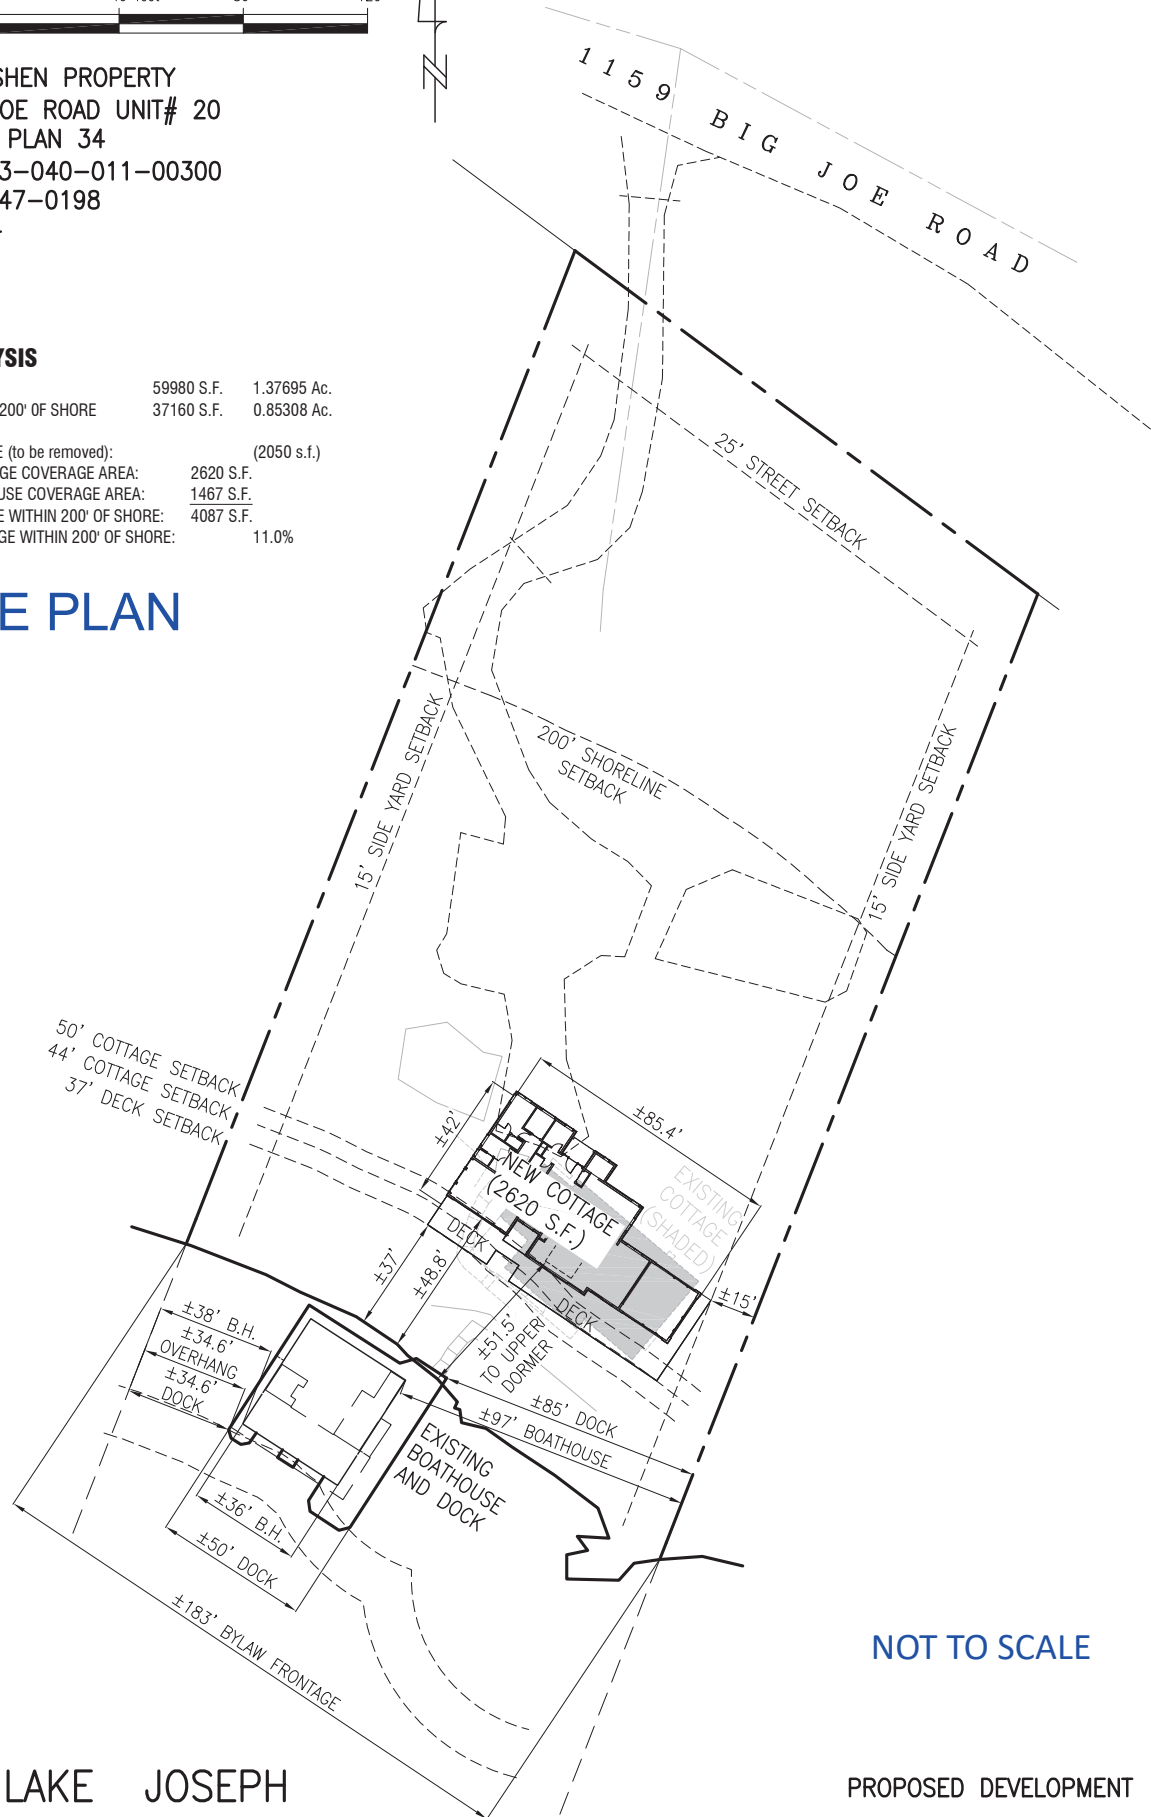 SHEN PROPERTY
OE ROAD UNIT# 20
PLAN 34
3-040-011-00300
47-0198
YSIS
59980 S.F. 1.37695 Ac.
200' OF SHORE 37160 S.F. 0.85308 Ac.
E (to be removed): (2050 s.f.)
GE COVERAGE AREA: 2620 S.F.
USE COVERAGE AREA: 1467 S.F.
E WITHIN 200' OF SHORE: 4087 S.F.
GE WITHIN 200' OF SHORE: 11.0%
E PLAN
N
1159 BIG JOE ROAD
25' STREET SETBACK
15' SIDE YARD SETBACK
200' SHORELINE
SETBACK
15' SIDE YARD SETBACK
50' COTTAGE SETBACK
44' COTTAGE SETBACK
37' DECK SETBACK
±42'
±85.4'
NEW COTTAGE
(2620 S.F.)
EXISTING
COTTAGE
(SHADED)
DECK
DECK
±37'
±48.8'
±51.5'
TO UPPER
DORMER
±15'
±38' B.H.
±34.6'
OVERHANG
±34.6'
DOCK
±85' DOCK
±97' BOATHOUSE
EXISTING
BOATHOUSE
AND DOCK
±36' B.H.
±50' DOCK
±183' BYLAW FRONTAGE
NOT TO SCALE
LAKE JOSEPH
PROPOSED DEVELOPMENT